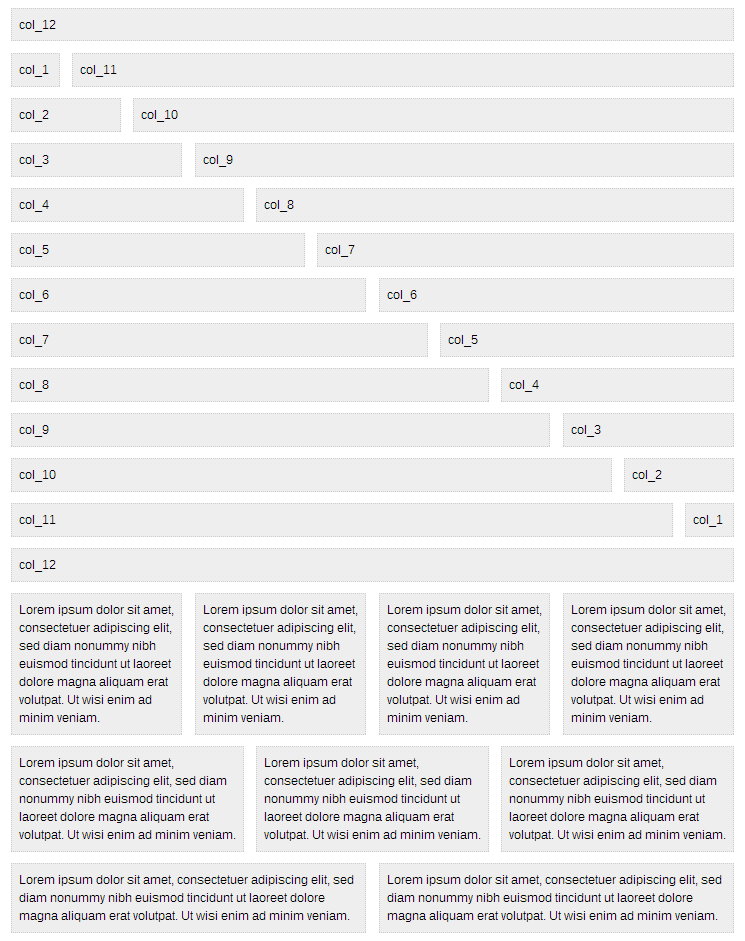 col_12
col_1
col_11
col_2
col_10
col_3
col_9
col_4
col_8
col_5
col_7
col_6
col_6
col_7
col_5
col_8
col_4
col_9
col_3
col_10
col_2
col_11
col_1
col_12
Lorem ipsum dolor sit amet,
consectetuer adipiscing elit,
sed diam nonummy nibh
euismod tincidunt ut laoreet
dolore magna aliquam erat
volutpat. Ut wisi enim ad
minim veniam.
Lorem ipsum dolor sit amet,
consectetuer adipiscing elit,
sed diam nonummy nibh
euismod tincidunt ut laoreet
dolore magna aliquam erat
volutpat. Ut wisi enim ad
minim veniam.
Lorem ipsum dolor sit amet,
consectetuer adipiscing elit,
sed diam nonummy nibh
euismod tincidunt ut laoreet
dolore magna aliquam erat
volutpat. Ut wisi enim ad
minim veniam.
Lorem ipsum dolor sit amet,
consectetuer adipiscing elit,
sed diam nonummy nibh
euismod tincidunt ut laoreet
dolore magna aliquam erat
volutpat. Ut wisi enim ad
minim veniam.
Lorem ipsum dolor sit amet,
consectetuer adipiscing elit, sed diam
nonummy nibh euismod tincidunt ut
laoreet dolore magna aliquam erat
volutpat. Ut wisi enim ad minim veniam.
Lorem ipsum dolor sit amet,
consectetuer adipiscing elit, sed diam
nonummy nibh euismod tincidunt ut
laoreet dolore magna aliquam erat
volutpat. Ut wisi enim ad minim veniam.
Lorem ipsum dolor sit amet,
consectetuer adipiscing elit, sed diam
nonummy nibh euismod tincidunt ut
laoreet dolore magna aliquam erat
volutpat. Ut wisi enim ad minim veniam.
Lorem ipsum dolor sit amet, consectetuer adipiscing elit, sed
diam nonummy nibh euismod tincidunt ut laoreet dolore
magna aliquam erat volutpat. Ut wisi enim ad minim veniam.
Lorem ipsum dolor sit amet, consectetuer adipiscing elit, sed
diam nonummy nibh euismod tincidunt ut laoreet dolore
magna aliquam erat volutpat. Ut wisi enim ad minim veniam.